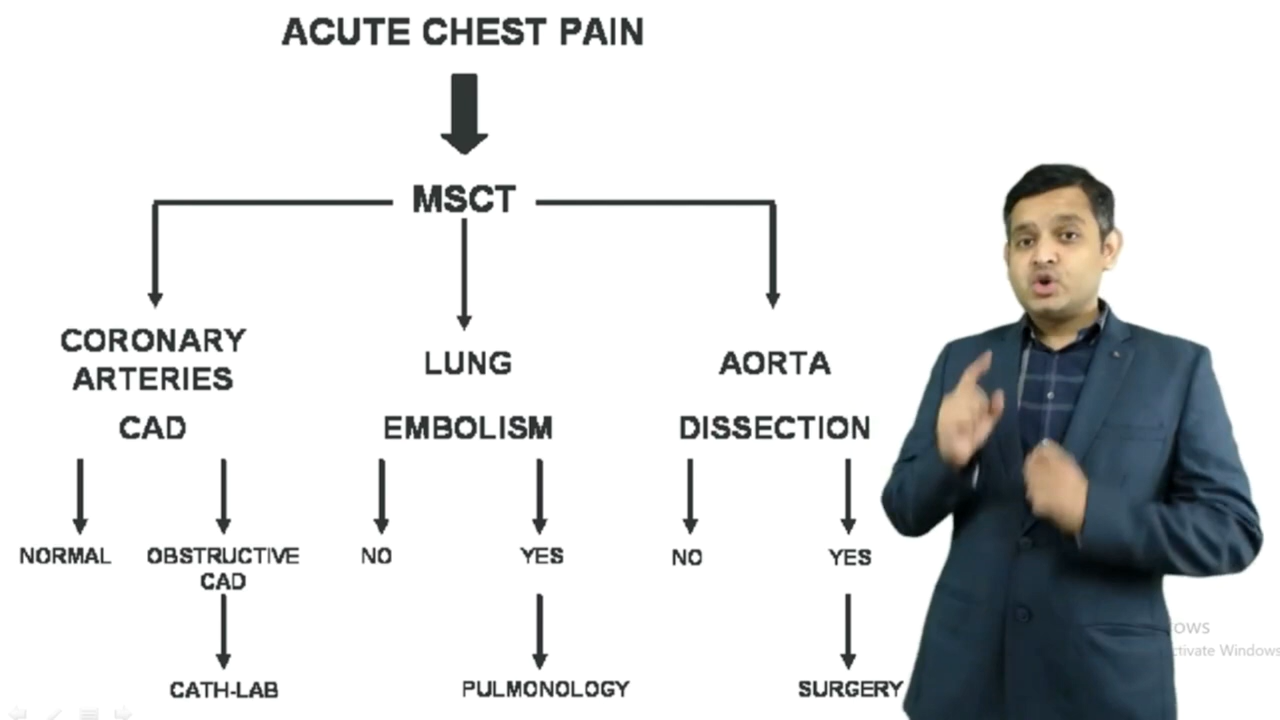 ACUTE CHEST PAIN
MSCT
CORONARY
ARTERIES
LUNG
AORTA
CAD
EMBOLISM
DISSECTION
NORMAL
OBSTRUCTIVE
CAD
NO
YES
NO
YES
CATH-LAB
PULMONOLOGY
SURGERY
Windows